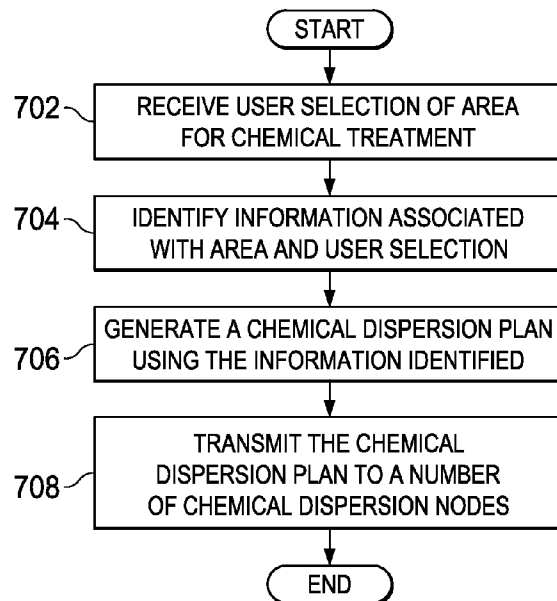 START
702
RECEIVE USER SELECTION OF AREA
FOR CHEMICAL TREATMENT
704
IDENTIFY INFORMATION ASSOCIATED
WITH AREA AND USER SELECTION
706
GENERATE A CHEMICAL DISPERSION PLAN
USING THE INFORMATION IDENTIFIED
708
TRANSMIT THE CHEMICAL
DISPERSION PLAN TO A NUMBER
OF CHEMICAL DISPERSION NODES
END